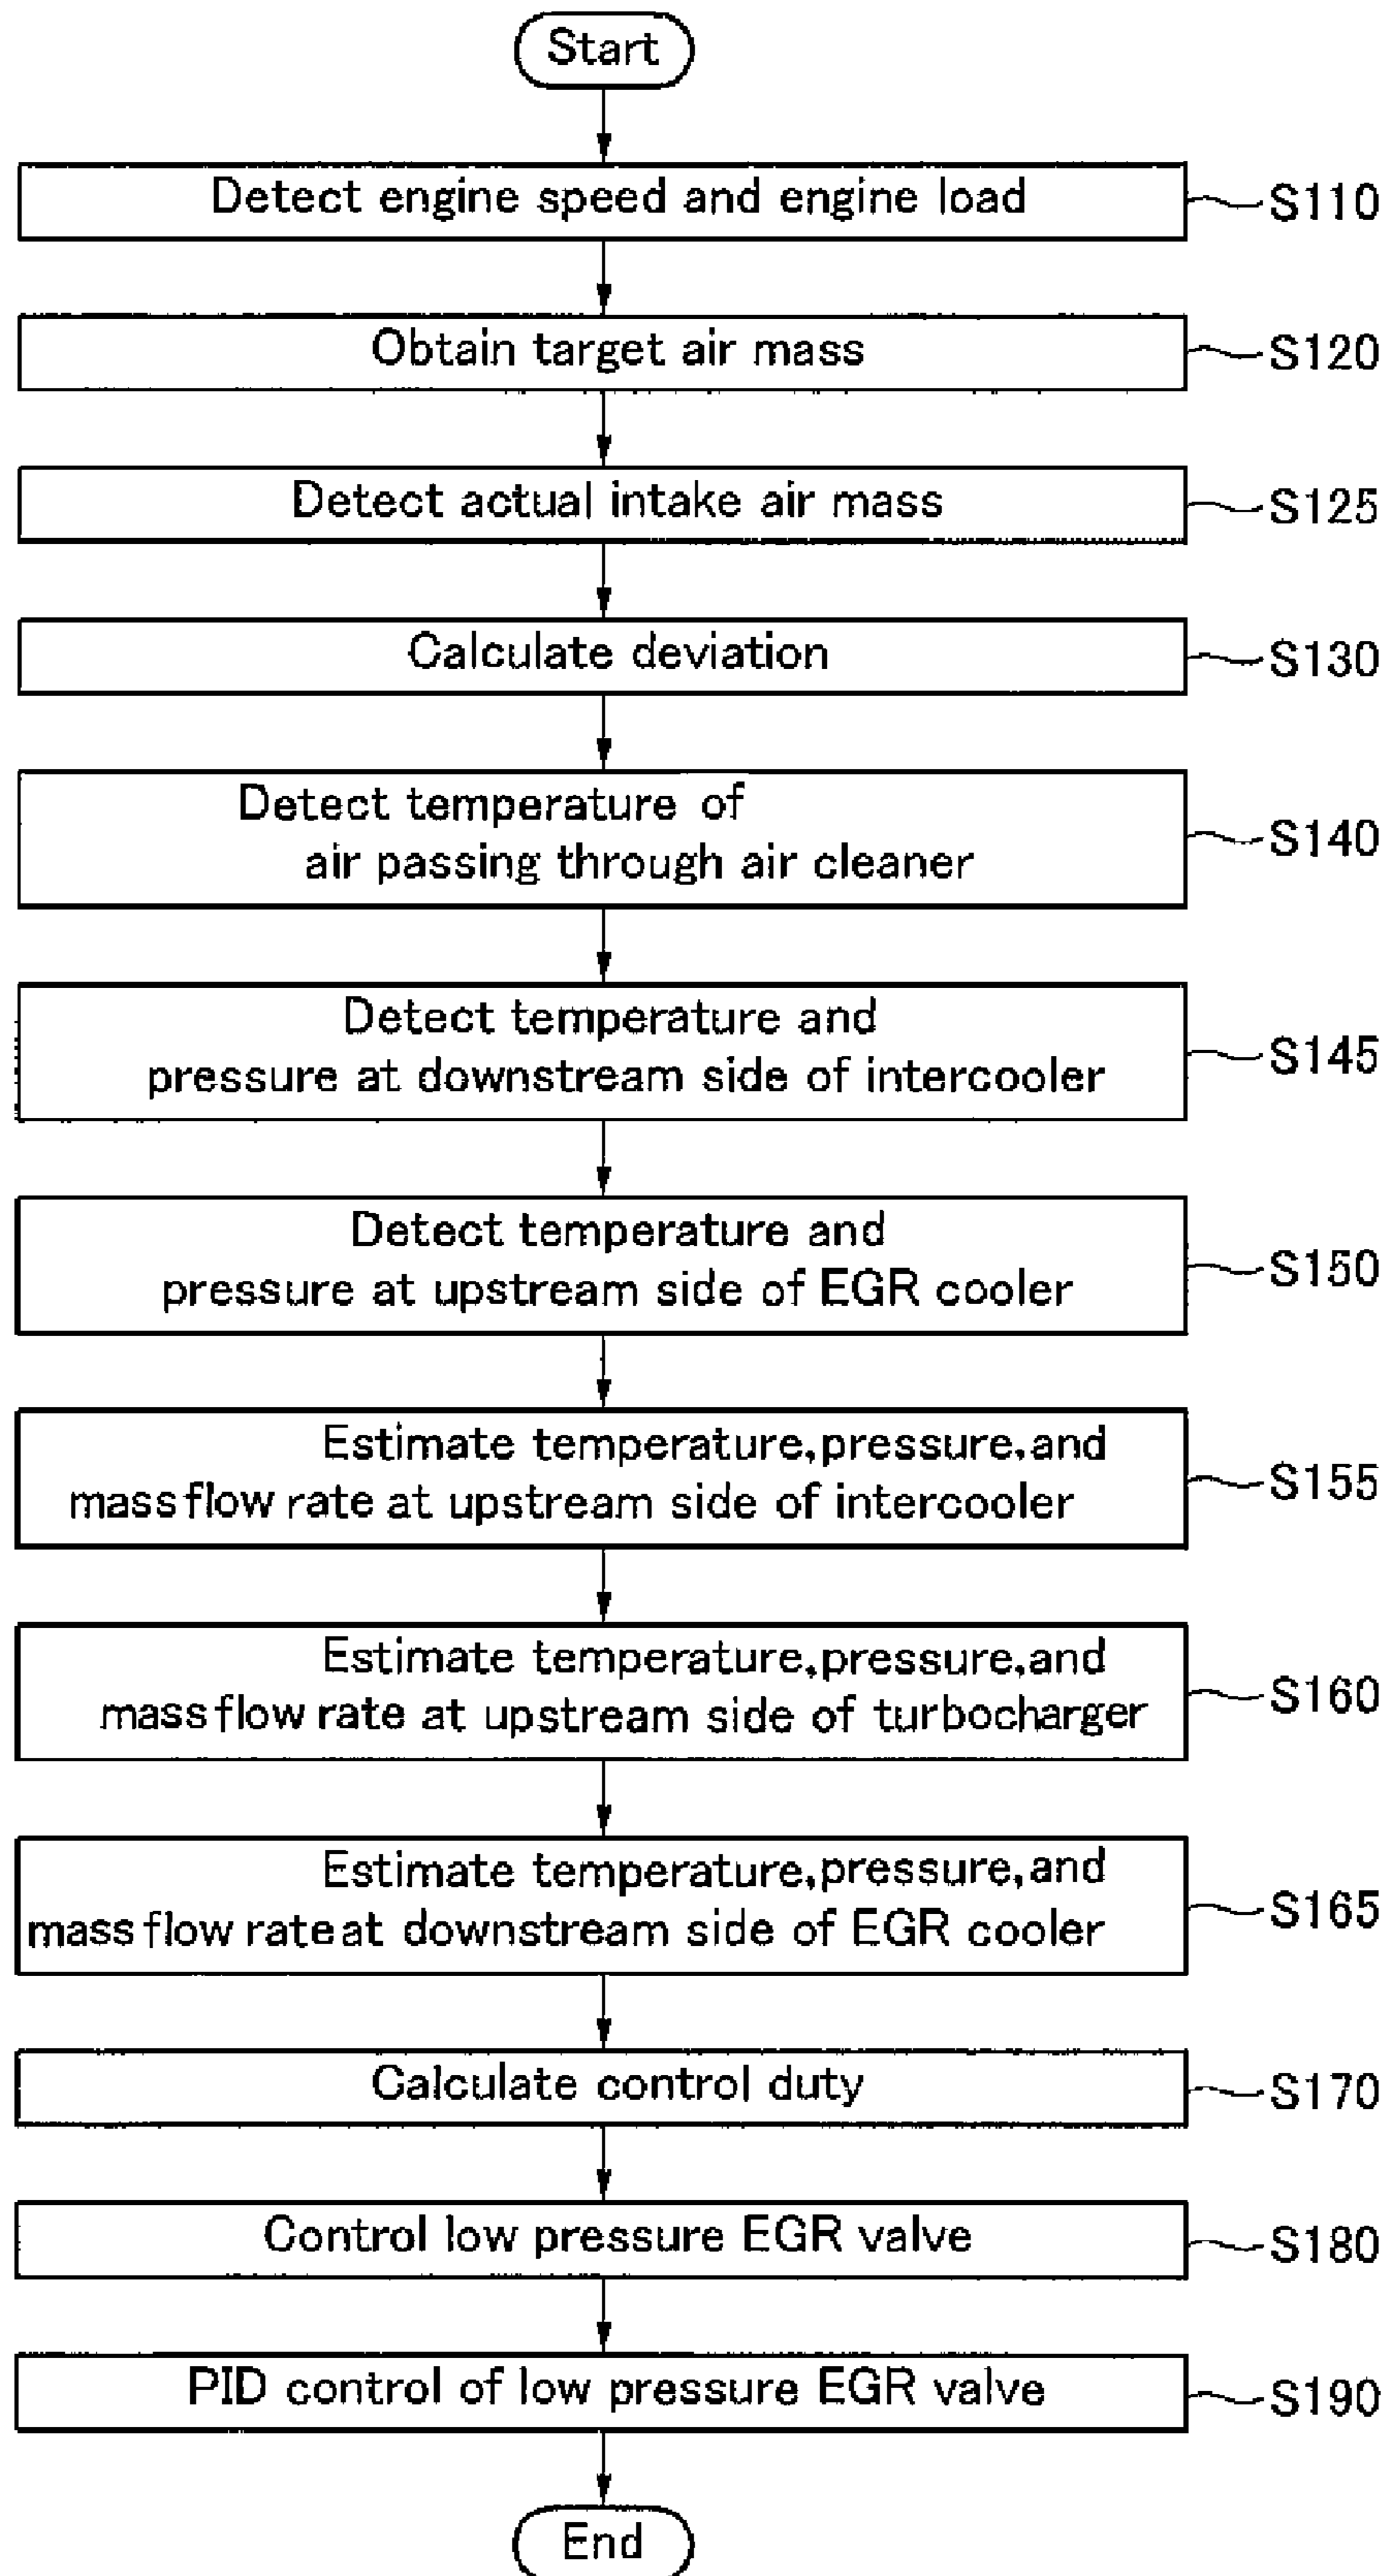 Start
Detect engine speed and engine load
S110
Obtain target air mass
S120
Detect actual intake air mass
S125
Calculate deviation
S130
Detect temperature of
air passing through air cleaner
S140
Detect temperature and
pressure at downstream side of intercooler
S145
Detect temperature and
pressure at upstream side of EGR cooler
S150
Estimate temperature,pressure,and
mass flow rate at upstream side of intercooler
S155
Estimate temperature,pressure,and
mass flow rate at upstream side of turbocharger
S160
Estimate temperature,pressure,and
mass flow rate at downstream side of EGR cooler
S165
Calculate control duty
S170
Control low pressure EGR valve
S180
PID control of low pressure EGR valve
S190
End